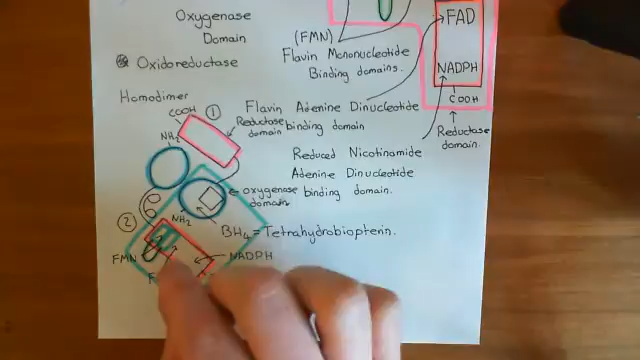 Oxygenase
Domain
Oxidoreductase
(FMN)
Flavin Mononucleotide
Binding domains.
FAD
NADPH
COOH
Reductase
domain.
Homodimer
COOH
1
NH2
Reductase
domain
Flavin Adenine Dinucleotide
binding domain
Reduced Nicotinamide
Adenine Dinucleotide
binding domain.
oxygenase
domain
NH2
2
BH4 = Tetrahydrobiopterin.
FMN
NADPH
F